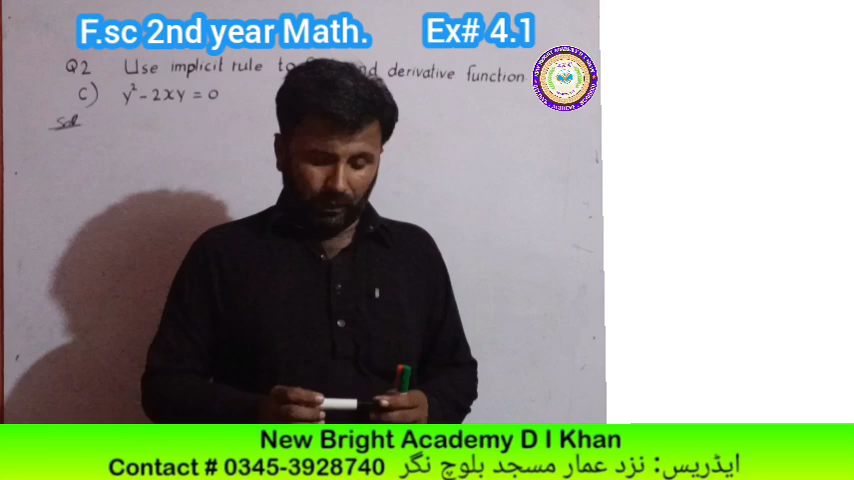 F.sc 2nd year Math. Ex# 4.1
Q2 Use implicit rule to nd derivative function
C) y² - 2xy = 0
Sol
New Bright Academy D I Khan
Contact # 0345-3928740 ایڈریس: نزد عمار مسجد بلوچ نگر